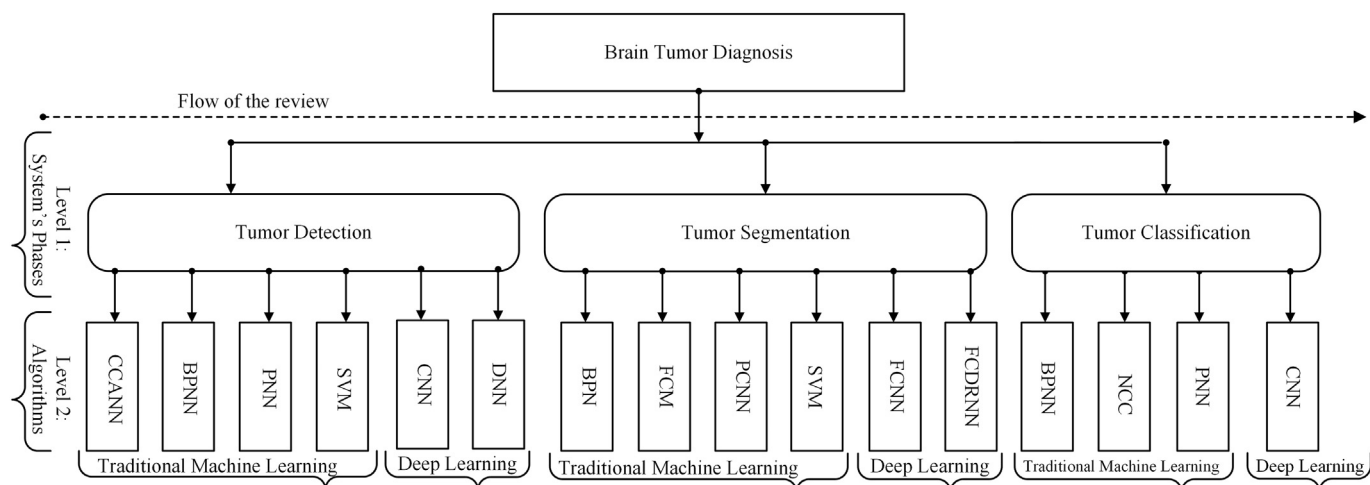 Brain Tumor Diagnosis
Flow of the review
Level 1:
System's Phases
Tumor Detection
Tumor Segmentation
Tumor Classification
Level 2:
Algorithms
CCANN
BPNN
PNN
SVM
CNN
DNN
BPN
FCM
PCNN
SVM
FCNN
FCDRNN
BPNN
NCC
PNN
CNN
Traditional Machine Learning
Deep Learning
Traditional Machine Learning
Deep Learning
Traditional Machine Learning
Deep Learning